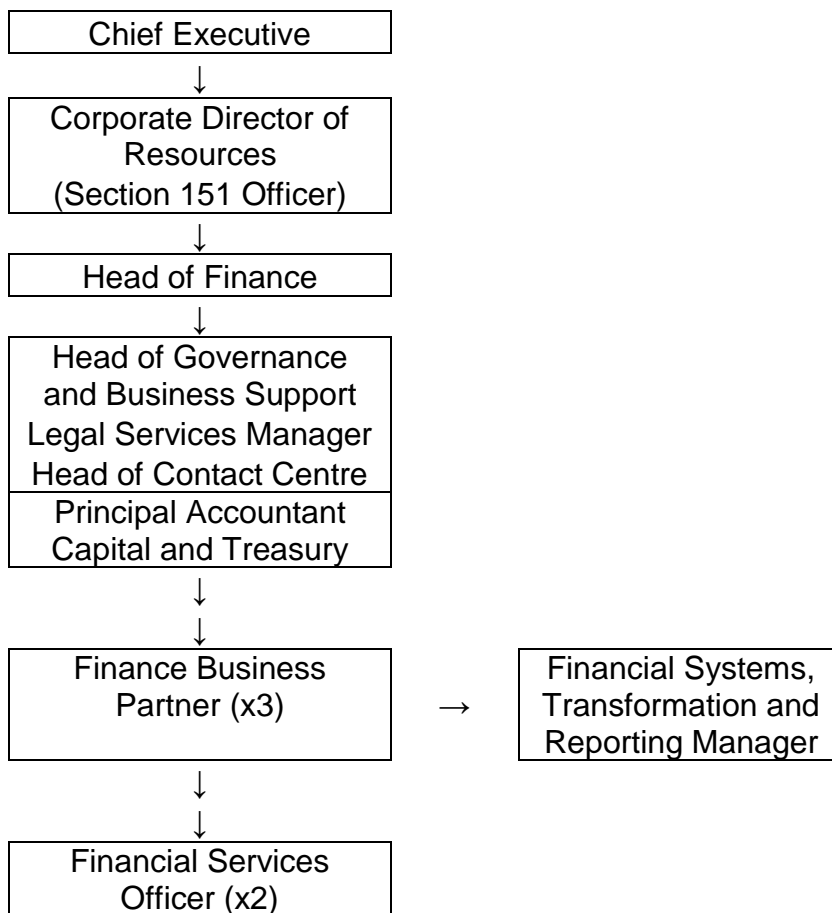 Chief Executive
↓
Corporate Director of
Resources
(Section 151 Officer)
↓
Head of Finance
↓
Head of Governance
and Business Support
Legal Services Manager
Head of Contact Centre
Principal Accountant
Capital and Treasury
↓
↓
Finance Business
Partner (x3)
→
Financial Systems,
Transformation and
Reporting Manager
↓
↓
Financial Services
Officer (x2)